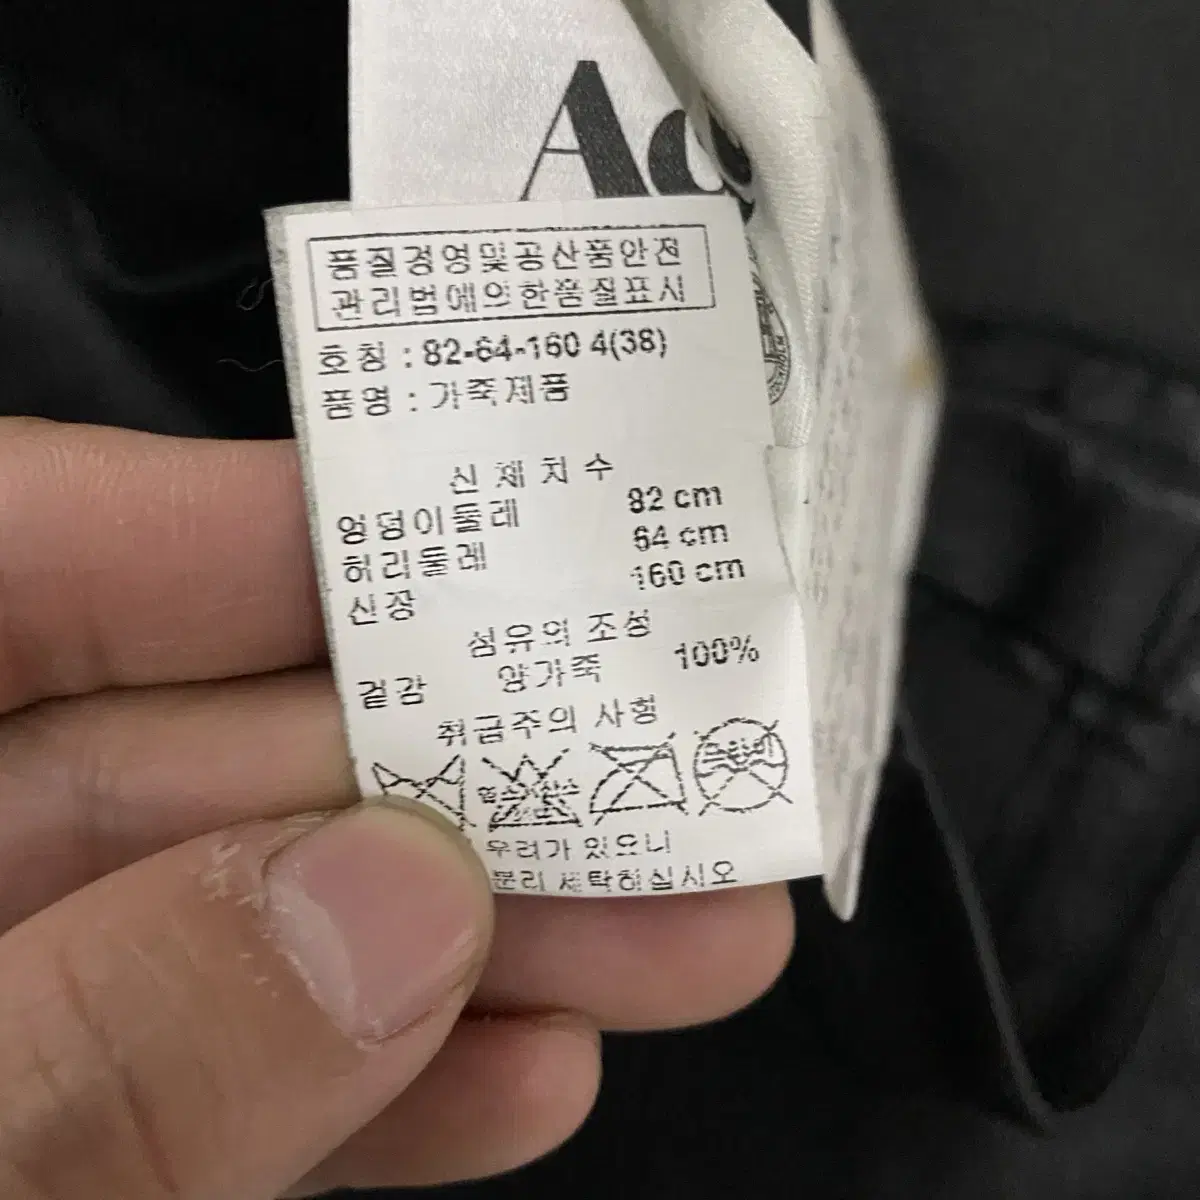 Ac
품질경영및공산품안전
관리법에의한품질표시
호칭 : 82-64-160 4(38)
품명 : 가죽제품
신체치수
엉덩이둘레 82 cm
허리둘레 64 cm
신장 160 cm
섬유의 조성
겉감 양가죽 100%
취급주의 사항
우려가 있으니
분리 세탁하십시오